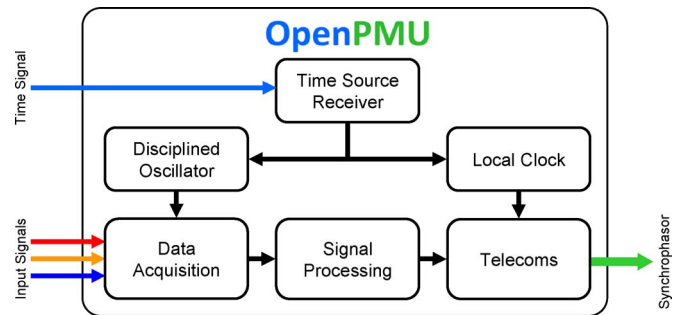 OpenPMU
Time Signal
Time Source
Receiver
Disciplined
Oscillator
Local Clock
Input Signals
Data
Acquisition
Signal
Processing
Telecoms
Synchrophasor